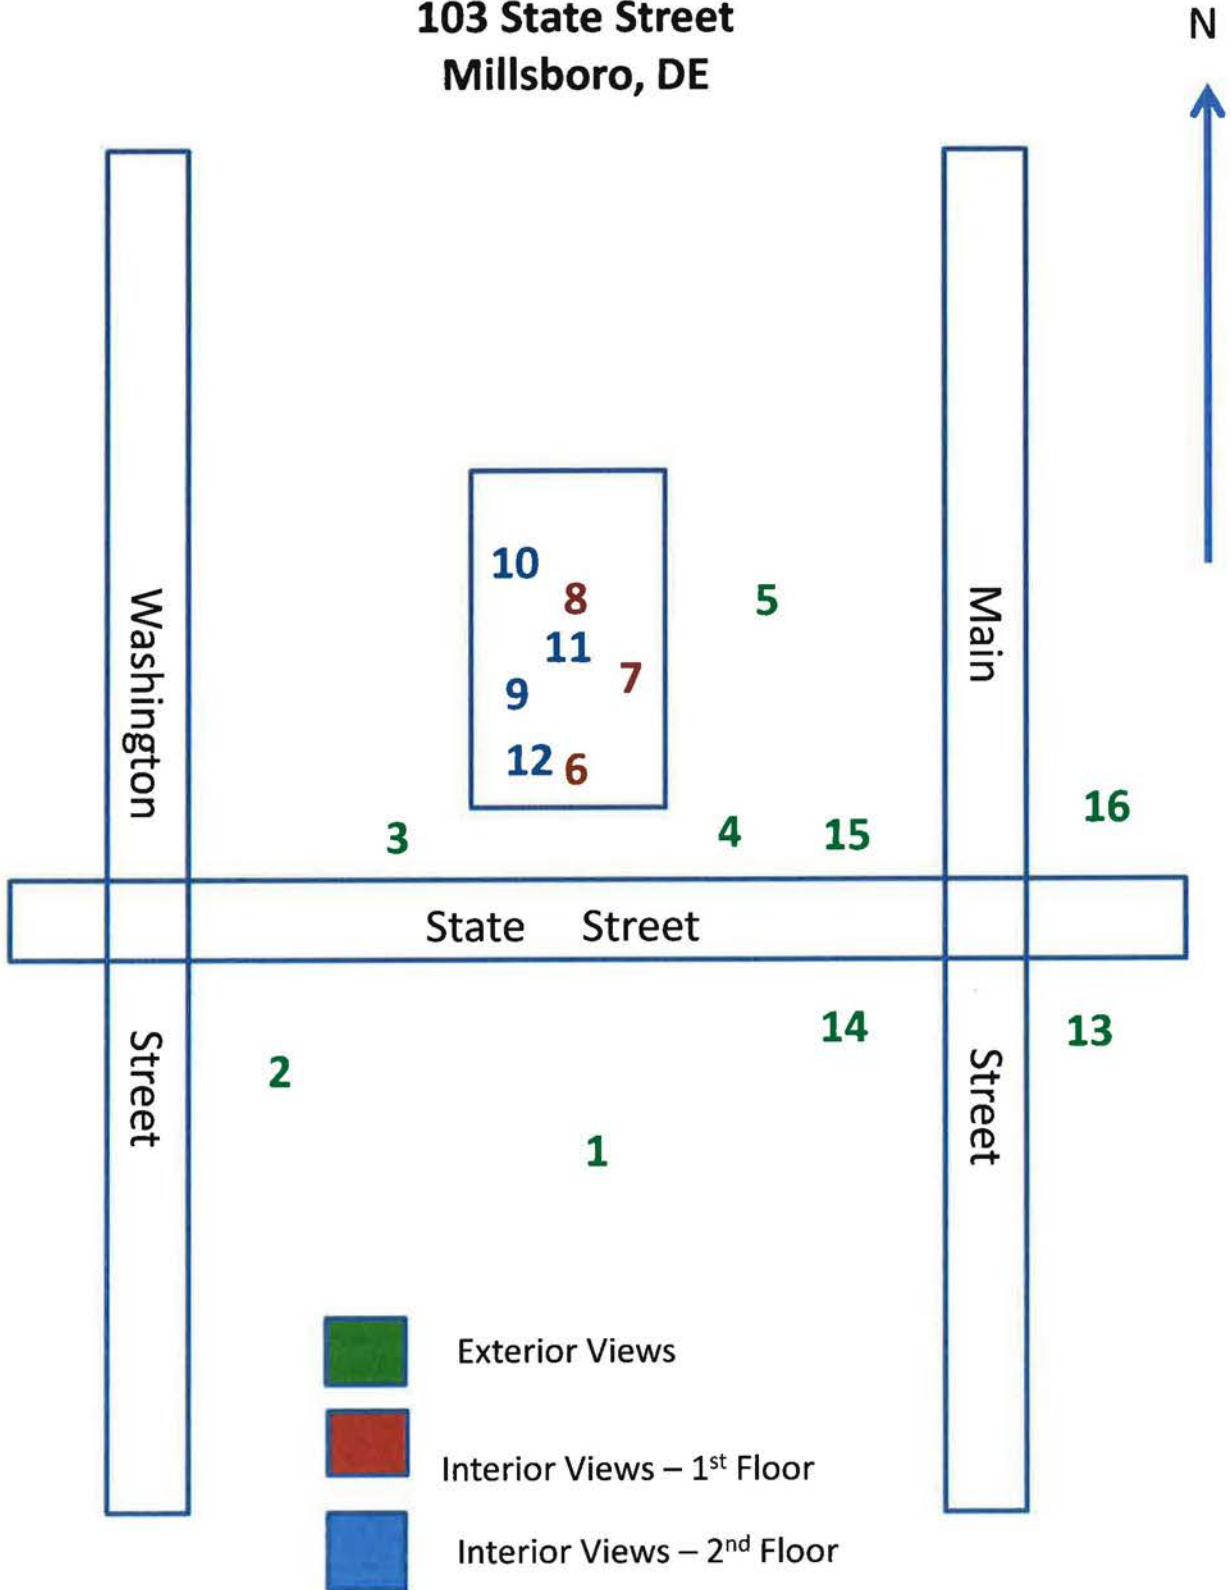 103 State Street
N
Millsboro, DE
10
8
5
11
7
9
12
6
Washington
Main
16
3
4
15
State Street
14
13
2
Street
Street
1
Exterior Views
Interior Views – 1st Floor
Interior Views – 2nd Floor